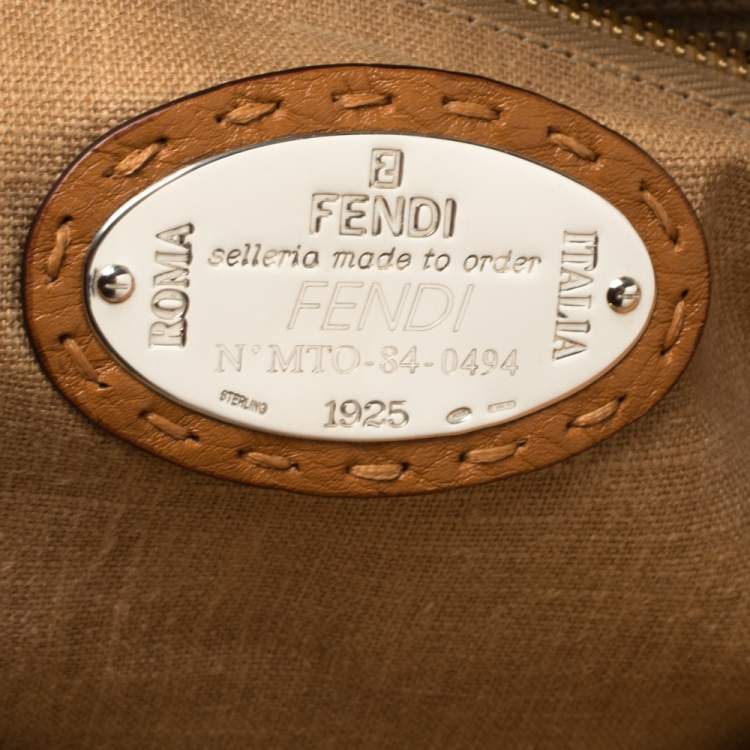 FENDI
selleria made to order
FENDI
N° MTO-84-0494
STERLING
1925
ROMA
ITALIA